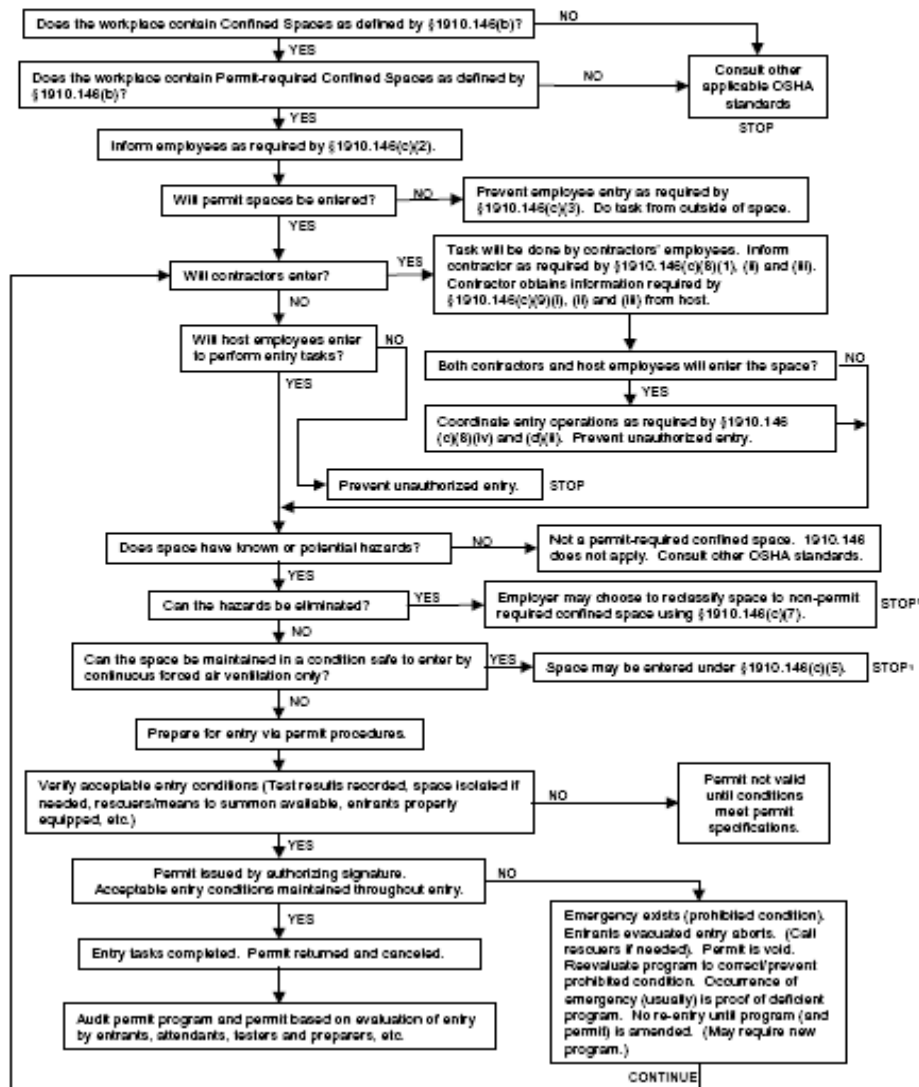 Does the workplace contain Confined Spaces as defined by §1910.146(b)?
NO
YES
Does the workplace contain Permit-required Confined Spaces as defined by
§1910.146(b)?
NO
Consult other
applicable OSHA
standards
STOP
YES
Inform employees as required by §1910.146(c)(2).
Will permit spaces be entered?
NO
Prevent employee entry as required by
§1910.146(c)(3). Do task from outside of space.
YES
Will contractors enter?
YES
Task will be done by contractors' employees. Inform
contractor as required by §1910.146(c)(8)(1), (ii) and (iii).
Contractor obtains information required by
§1910.146(c)(9)(i), (ii) and (iii) from host.
NO
Will host employees enter
to perform entry tasks?
NO
Both contractors and host employees will enter the space?
NO
YES
YES
Coordinate entry operations as required by §1910.146
(c)(8)(iv) and (d)(ii). Prevent unauthorized entry.
Prevent unauthorized entry.
STOP
Does space have known or potential hazards?
NO
Not a permit-required confined space. 1910.146
does not apply. Consult other OSHA standards.
YES
Can the hazards be eliminated?
YES
Employer may choose to reclassify space to non-permit
required confined space using §1910.146(c)(7).
STOP¹
NO
Can the space be maintained in a condition safe to enter by
continuous forced air ventilation only?
YES
Space may be entered under §1910.146(c)(5).
STOP¹
NO
Prepare for entry via permit procedures.
Verify acceptable entry conditions (Test results recorded, space isolated if
needed, rescuers/means to summon available, entrants properly
equipped, etc.)
NO
Permit not valid
until conditions
meet permit
specifications.
YES
Permit issued by authorizing signature.
Acceptable entry conditions maintained throughout entry.
NO
YES
Emergency exists (prohibited condition).
Entrants evacuated entry aborts. (Call
rescuers if needed). Permit is void.
Reevaluate program to correct/prevent
prohibited condition. Occurrence of
emergency (usually) is proof of deficient
program. No re-entry until program (and
permit) is amended. (May require new
program.)
Entry tasks completed. Permit returned and canceled.
Audit permit program and permit based on evaluation of entry
by entrants, attendants, testers and preparers, etc.
CONTINUE